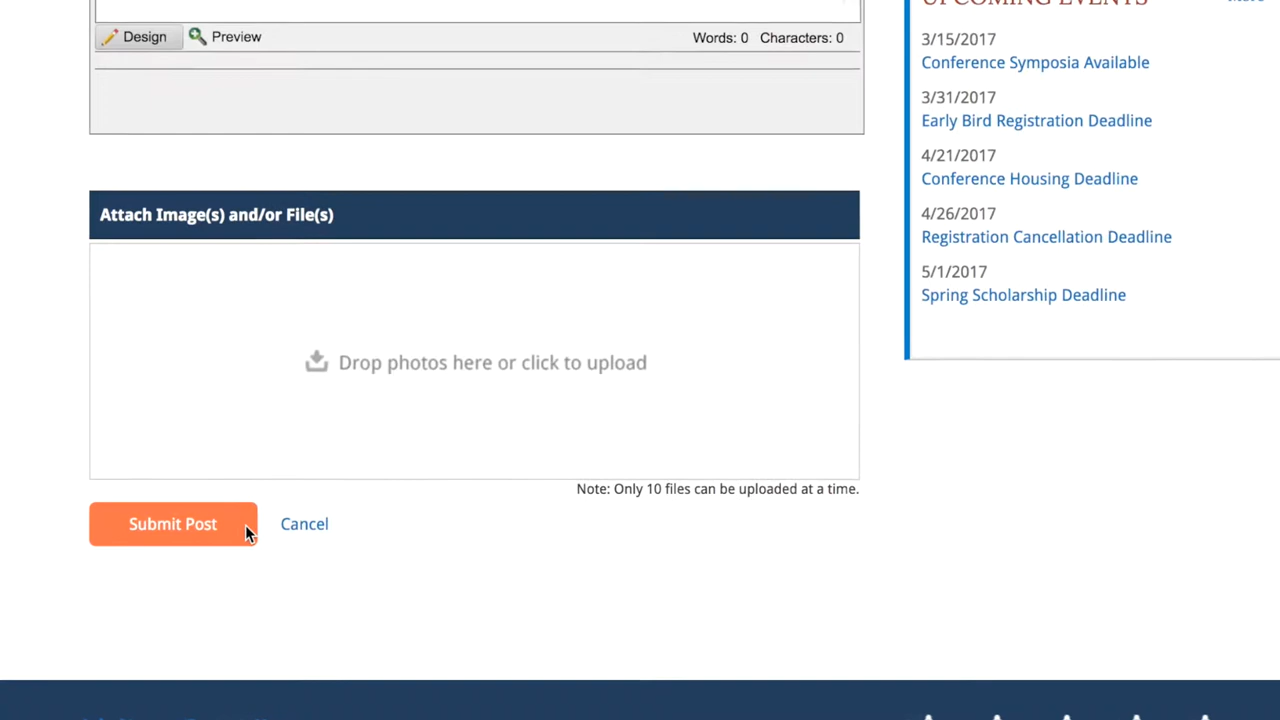 UPCOMING EVENTS
Design Preview Words: 0 Characters: 0
3/15/2017
Conference Symposia Available
3/31/2017
Early Bird Registration Deadline
4/21/2017
Conference Housing Deadline
4/26/2017
Registration Cancellation Deadline
5/1/2017
Spring Scholarship Deadline
Attach Image(s) and/or File(s)
Drop photos here or click to upload
Note: Only 10 files can be uploaded at a time.
Submit Post Cancel